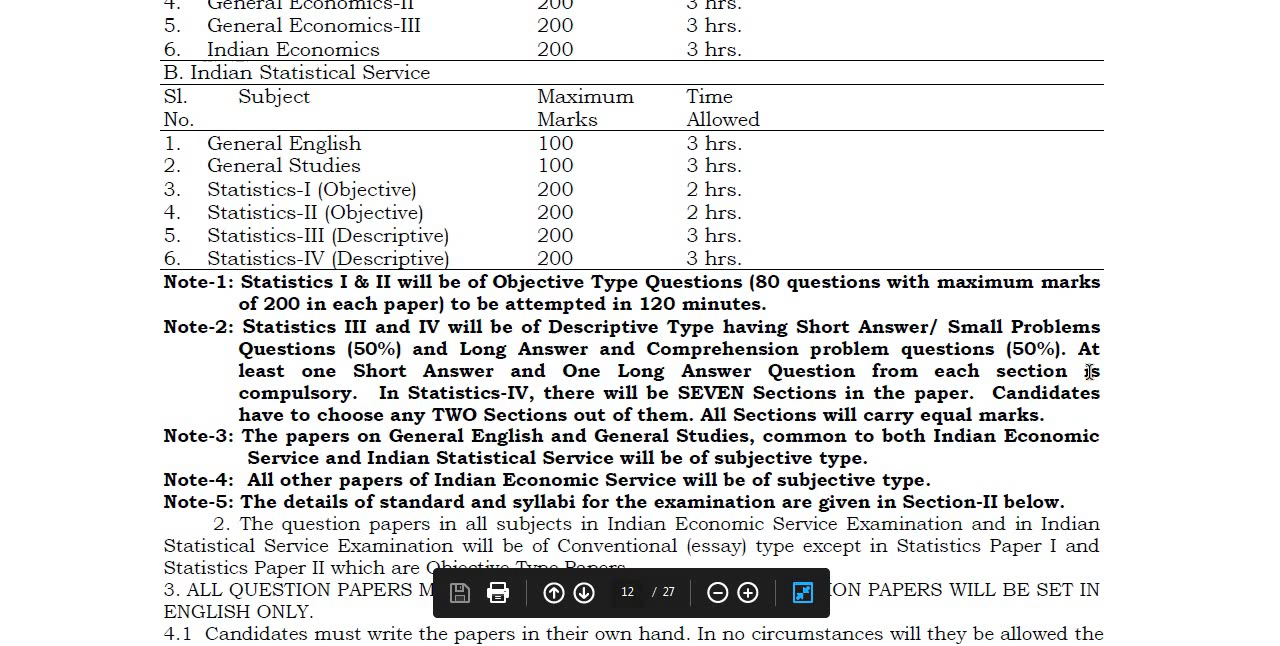 4. General Economics-II 200 3 hrs.
5. General Economics-III 200 3 hrs.
6. Indian Economics 200 3 hrs.
B. Indian Statistical Service
Sl. Subject Maximum Time
No. Marks Allowed
1. General English 100 3 hrs.
2. General Studies 100 3 hrs.
3. Statistics-I (Objective) 200 2 hrs.
4. Statistics-II (Objective) 200 2 hrs.
5. Statistics-III (Descriptive) 200 3 hrs.
6. Statistics-IV (Descriptive) 200 3 hrs.
Note-1: Statistics I & II will be of Objective Type Questions (80 questions with maximum marks
of 200 in each paper) to be attempted in 120 minutes.
Note-2: Statistics III and IV will be of Descriptive Type having Short Answer/ Small Problems
Questions (50%) and Long Answer and Comprehension problem questions (50%). At
least one Short Answer and One Long Answer Question from each section is
compulsory. In Statistics-IV, there will be SEVEN Sections in the paper. Candidates
have to choose any TWO Sections out of them. All Sections will carry equal marks.
Note-3: The papers on General English and General Studies, common to both Indian Economic
Service and Indian Statistical Service will be of subjective type.
Note-4: All other papers of Indian Economic Service will be of subjective type.
Note-5: The details of standard and syllabi for the examination are given in Section-II below.
2. The question papers in all subjects in Indian Economic Service Examination and in Indian
Statistical Service Examination will be of Conventional (essay) type except in Statistics Paper I and
Statistics Paper II which are Objective Type Papers.
3. ALL QUESTION PAPERS M ION PAPERS WILL BE SET IN
ENGLISH ONLY.
12 / 27
4.1 Candidates must write the papers in their own hand. In no circumstances will they be allowed the